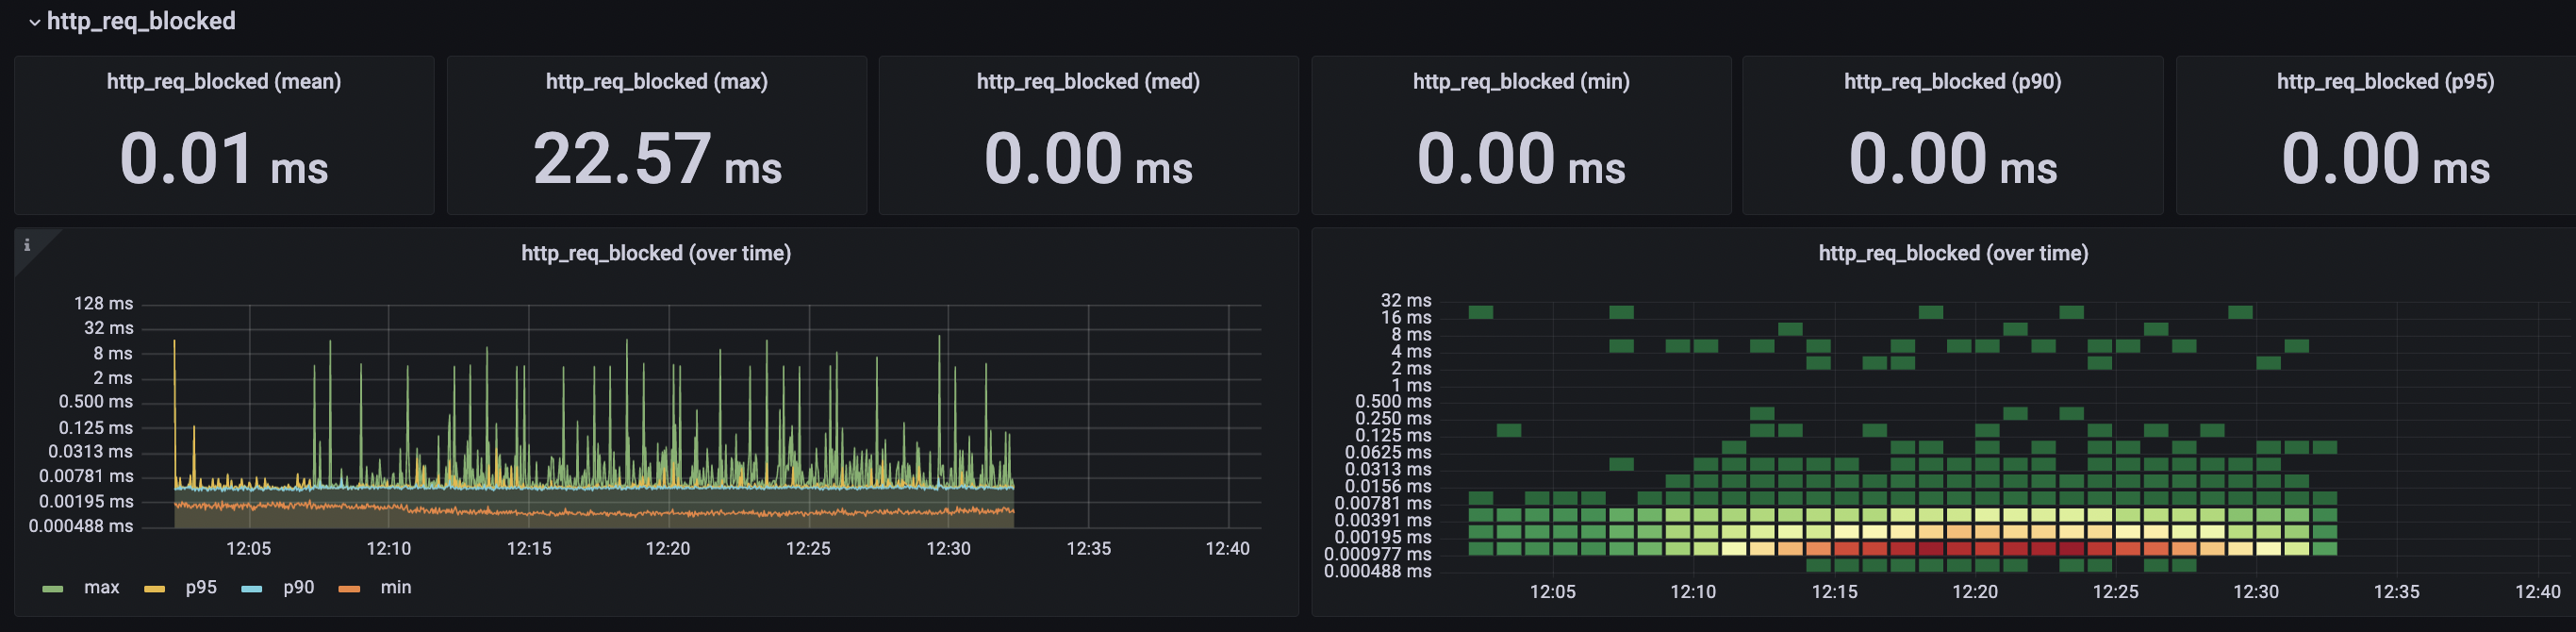 http_req_blocked
http_req_blocked (mean)
0.01 ms
http_req_blocked (max)
22.57 ms
http_req_blocked (med)
0.00 ms
http_req_blocked (min)
0.00 ms
http_req_blocked (p90)
0.00 ms
http_req_blocked (p95)
0.00 ms
i
http_req_blocked (over time)
128 ms
32 ms
8 ms
2 ms
0.500 ms
0.125 ms
0.0313 ms
0.00781 ms
0.00195 ms
0.000488 ms
12:05 12:10 12:15 12:20 12:25 12:30 12:35 12:40
max p95 p90 min
http_req_blocked (over time)
32 ms
16 ms
8 ms
4 ms
2 ms
1 ms
0.500 ms
0.250 ms
0.125 ms
0.0625 ms
0.0313 ms
0.0156 ms
0.00781 ms
0.00391 ms
0.00195 ms
0.000977 ms
0.000488 ms
12:05 12:10 12:15 12:20 12:25 12:30 12:35 12:40